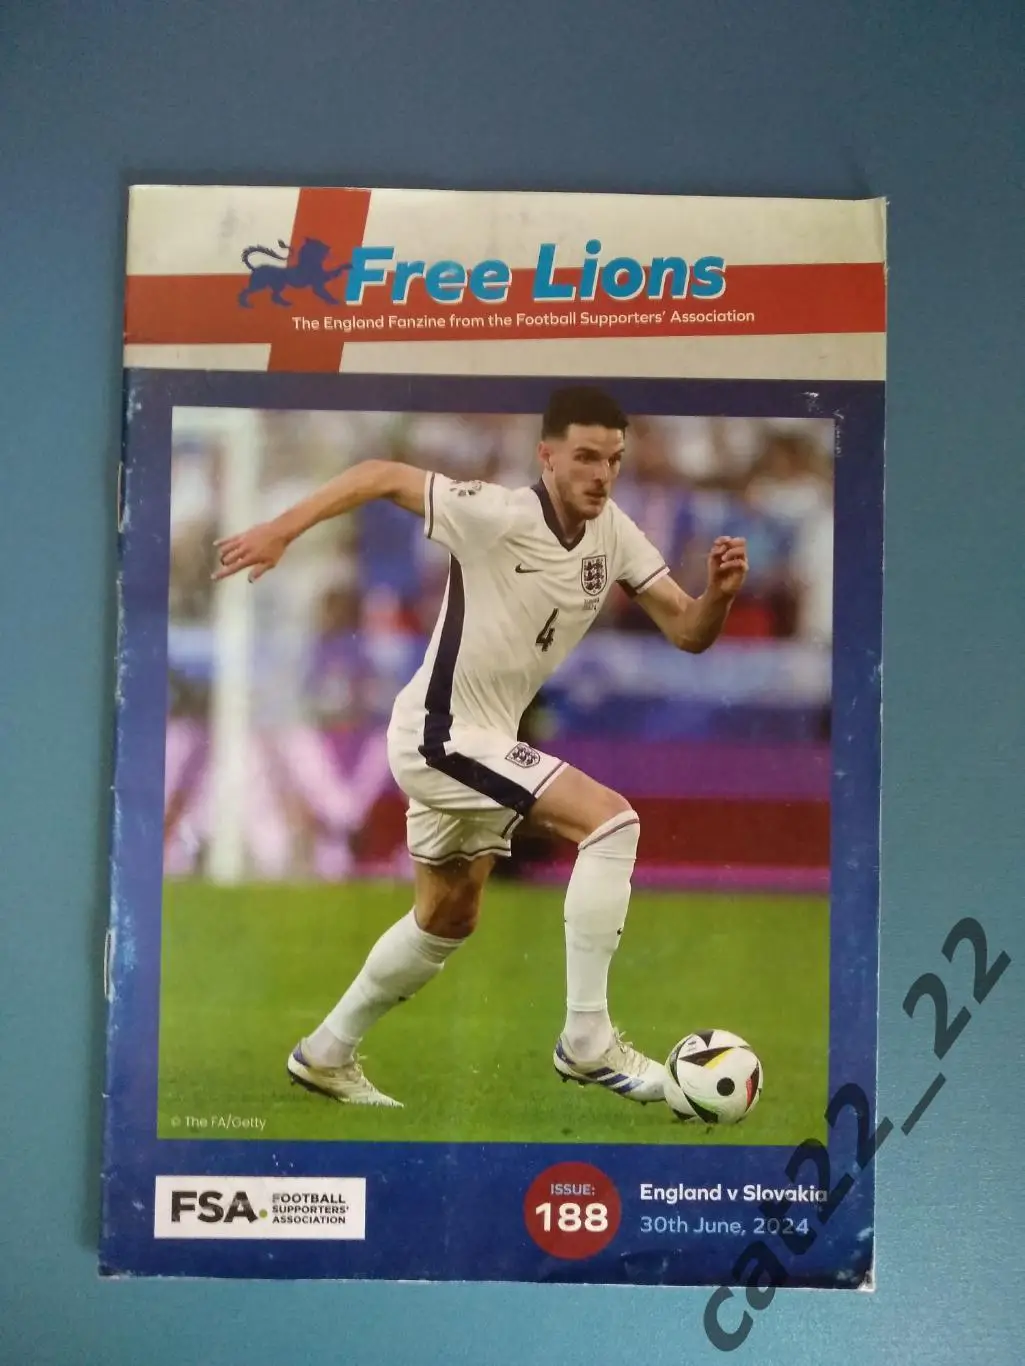 Free Lions
The England Fanzine from the Football Supporters' Association
4
© The FA/Getty
FSA.
FOOTBALL
SUPPORTERS'
ASSOCIATION
ISSUE:
188
England v Slovakia
30th June, 2024
cat22_22